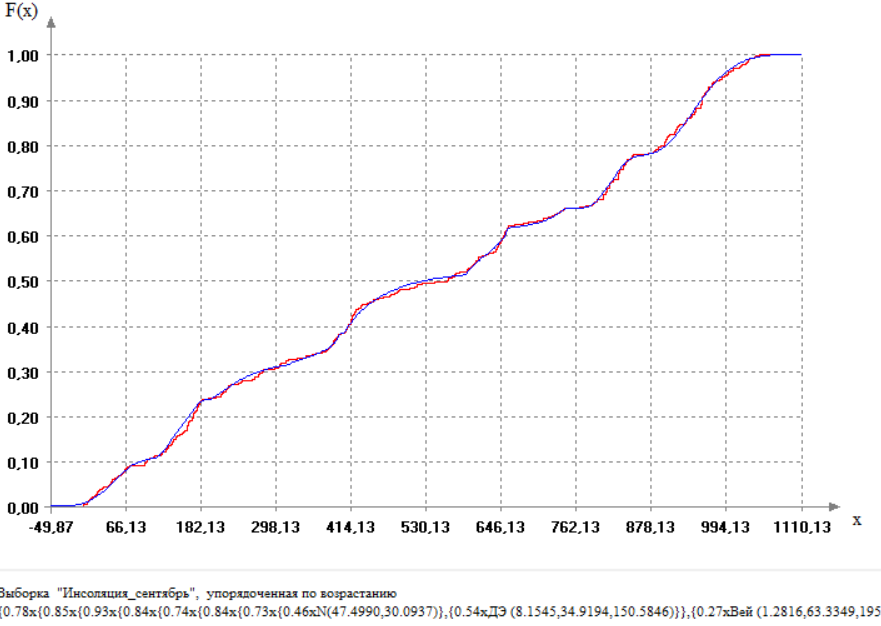 F(x)
1,00
0,90
0,80
0,70
0,60
0,50
0,40
0,30
0,20
0,10
0,00
-49,87 66,13 182,13 298,13 414,13 530,13 646,13 762,13 878,13 994,13 1110,13
x
Выборка "Инсоляция_сентябрь", упорядоченная по возрастанию
{0.78x{0.85x{0.93x{0.84x{0.74x{0.84x{0.73x{0.46xN(47.4990,30.0937)},{0.54xДЭ (8.1545,34.9194,150.5846)}},{0.27xВей (1.2816,63.3349,195